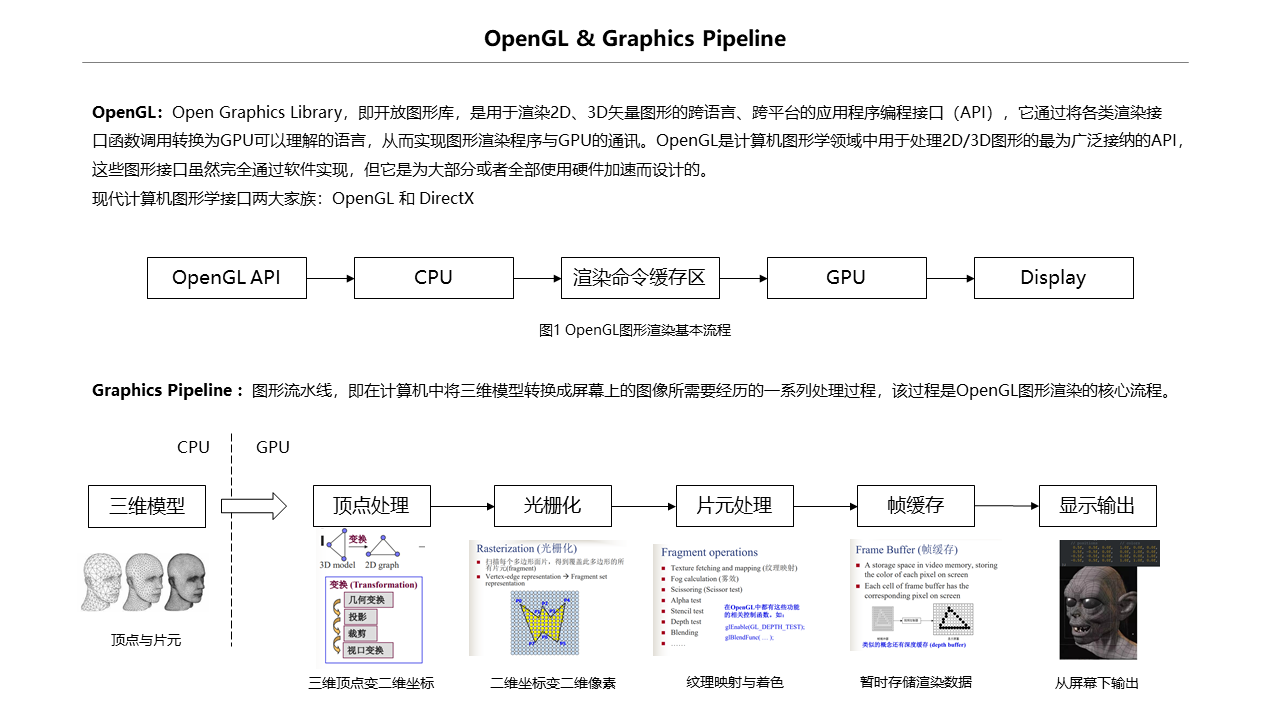 OpenGL & Graphics Pipeline
OpenGL：Open Graphics Library，即开放图形库，是用于渲染2D、3D矢量图形的跨语言、跨平台的应用程序编程接口（API），它通过将各类渲染接
口函数调用转换为GPU可以理解的语言，从而实现图形渲染程序与GPU的通讯。OpenGL是计算机图形学领域中用于处理2D/3D图形的最为广泛接纳的API，
这些图形接口虽然完全通过软件实现，但它是为大部分或者全部使用硬件加速而设计的。
现代计算机图形学接口两大家族：OpenGL 和 DirectX
OpenGL API
CPU
渲染命令缓存区
GPU
Display
图1 OpenGL图形渲染基本流程
Graphics Pipeline ：图形流水线，即在计算机中将三维模型转换成屏幕上的图像所需要经历的一系列处理过程，该过程是OpenGL图形渲染的核心流程。
CPU
GPU
三维模型
顶点处理
光栅化
片元处理
帧缓存
显示输出
顶点与片元
变换
3D model
2D graph
变换 (Transformation)
几何变换
投影
裁剪
视口变换
三维顶点变二维坐标
Rasterization (光栅化)
扫描每个多边形面片，得到覆盖此多边形的所
有片元(fragment)
Vertex-edge representation → Fragment set
representation
二维坐标变二维像素
Fragment operations
Texture fetching and mapping (纹理映射)
Fog calculation (雾效)
Scissoring (Scissor test)
Alpha test
Stencil test
Depth test
Blending
……
在OpenGL中都有这些功能
的相关控制函数，如:
glEnable(GL_DEPTH_TEST);
glBlendFunc( … );
纹理映射与着色
Frame Buffer (帧缓存)
A storage space in video memory, storing
the color of each pixel on screen
Each cell of frame buffer has the
corresponding pixel on screen
类似的概念还有深度缓存 (depth buffer)
暂时存储渲染数据
从屏幕下输出